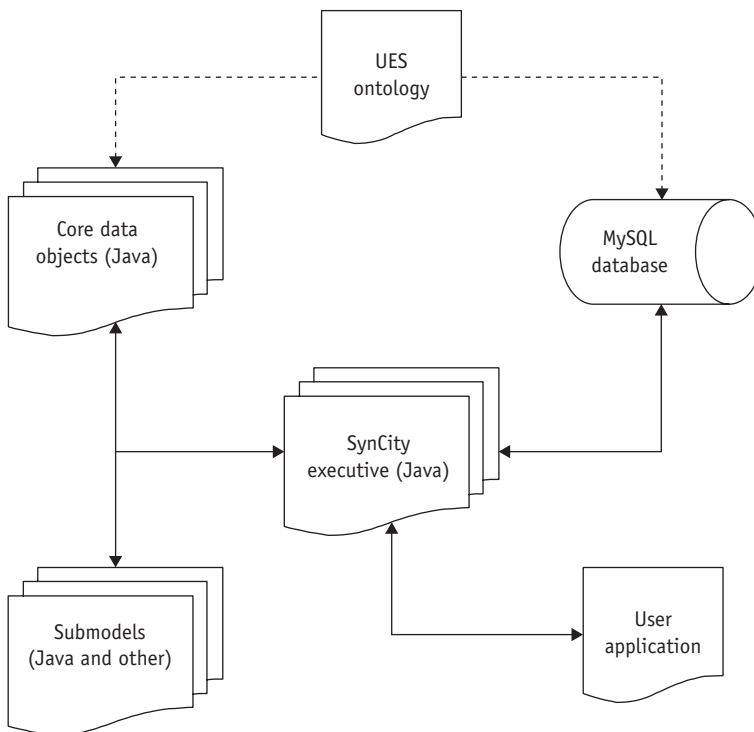 UES
ontology
Core data
objects (Java)
MySQL
database
SynCity
executive (Java)
Submodels
(Java and other)
User
application